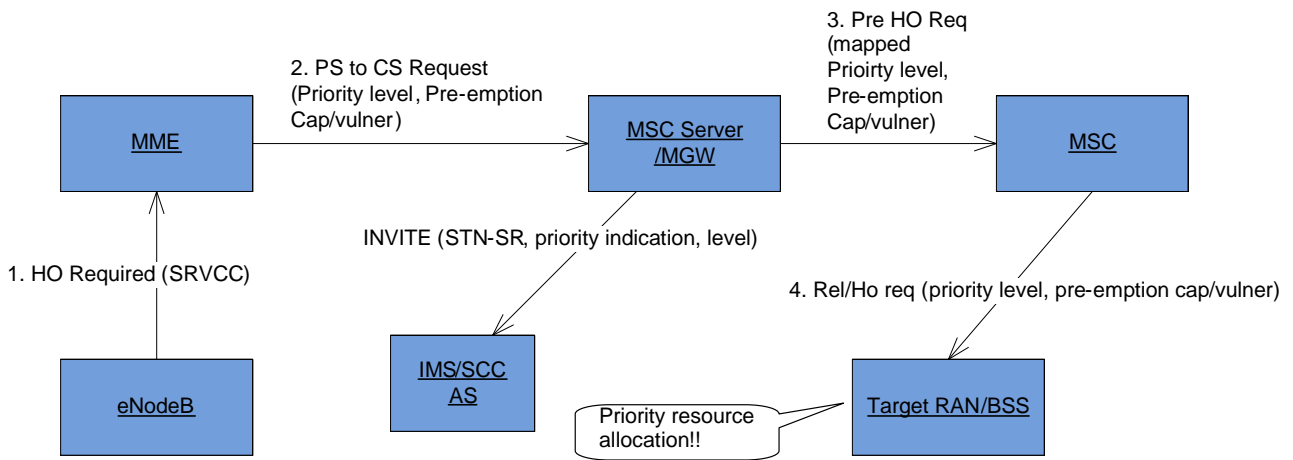 3. Pre HO Req
(mapped
Prioirty level,
Pre-emption
Cap/vulner)
2. PS to CS Request
(Priority level, Pre-emption
Cap/vulner)
MME
MSC Server
/MGW
MSC
INVITE (STN-SR, priority indication, level)
1. HO Required (SRVCC)
4. Rel/Ho req (priority level, pre-emption cap/vulner)
eNodeB
IMS/SCC
AS
Target RAN/BSS
Priority resource
allocation!!